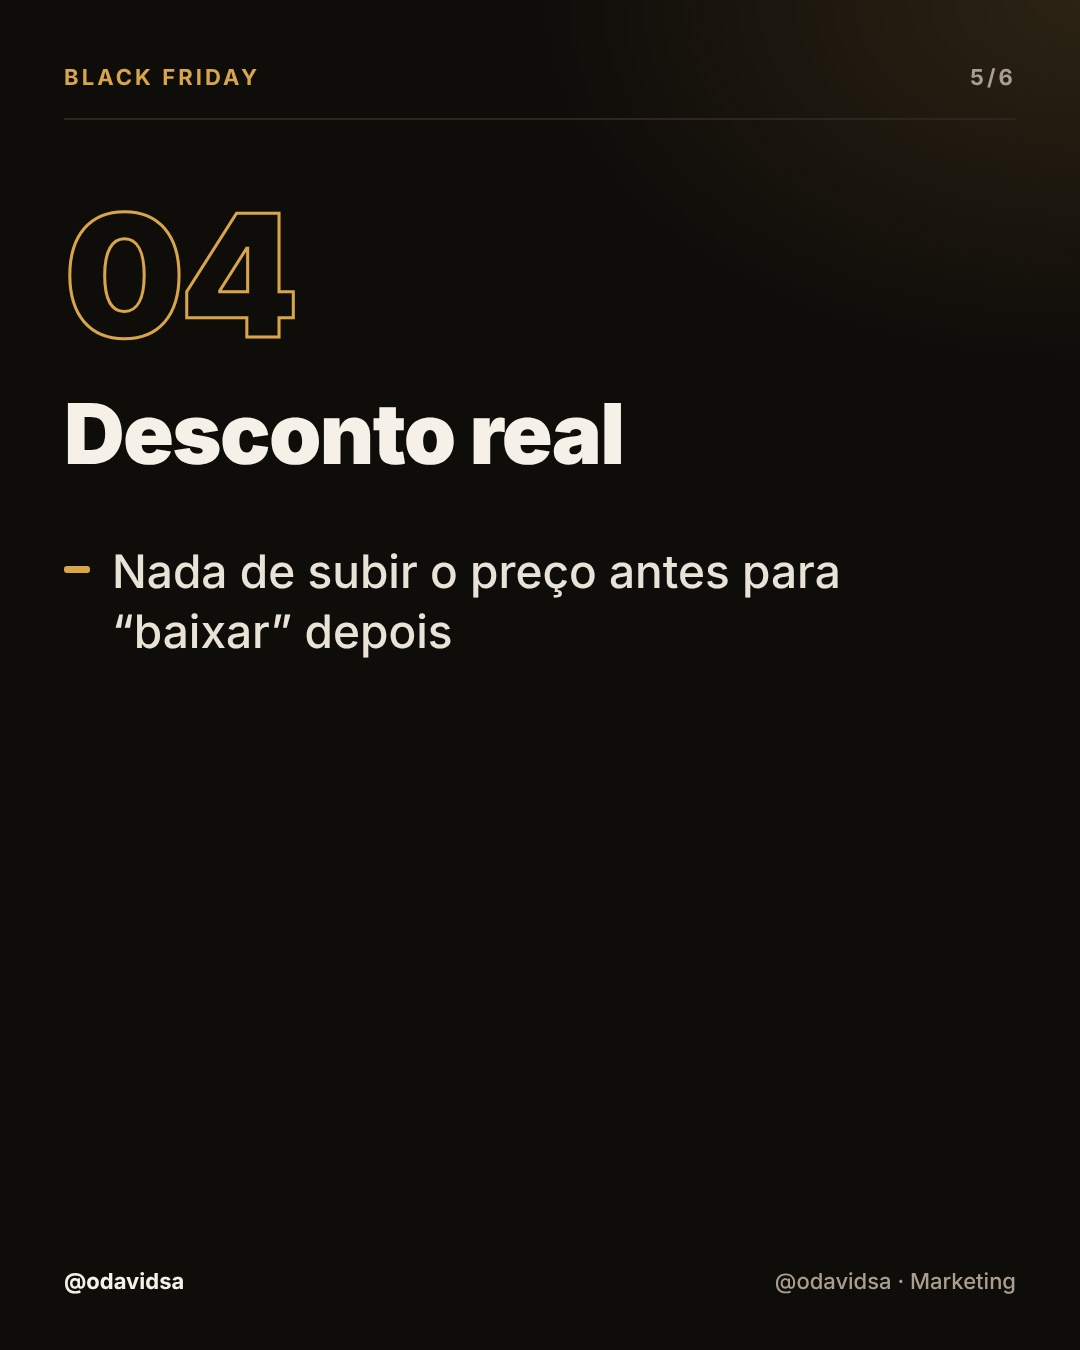 BLACK FRIDAY
5/6
04
Desconto real
Nada de subir o preço antes para
“baixar” depois
@odavidsa
@odavidsa · Marketing